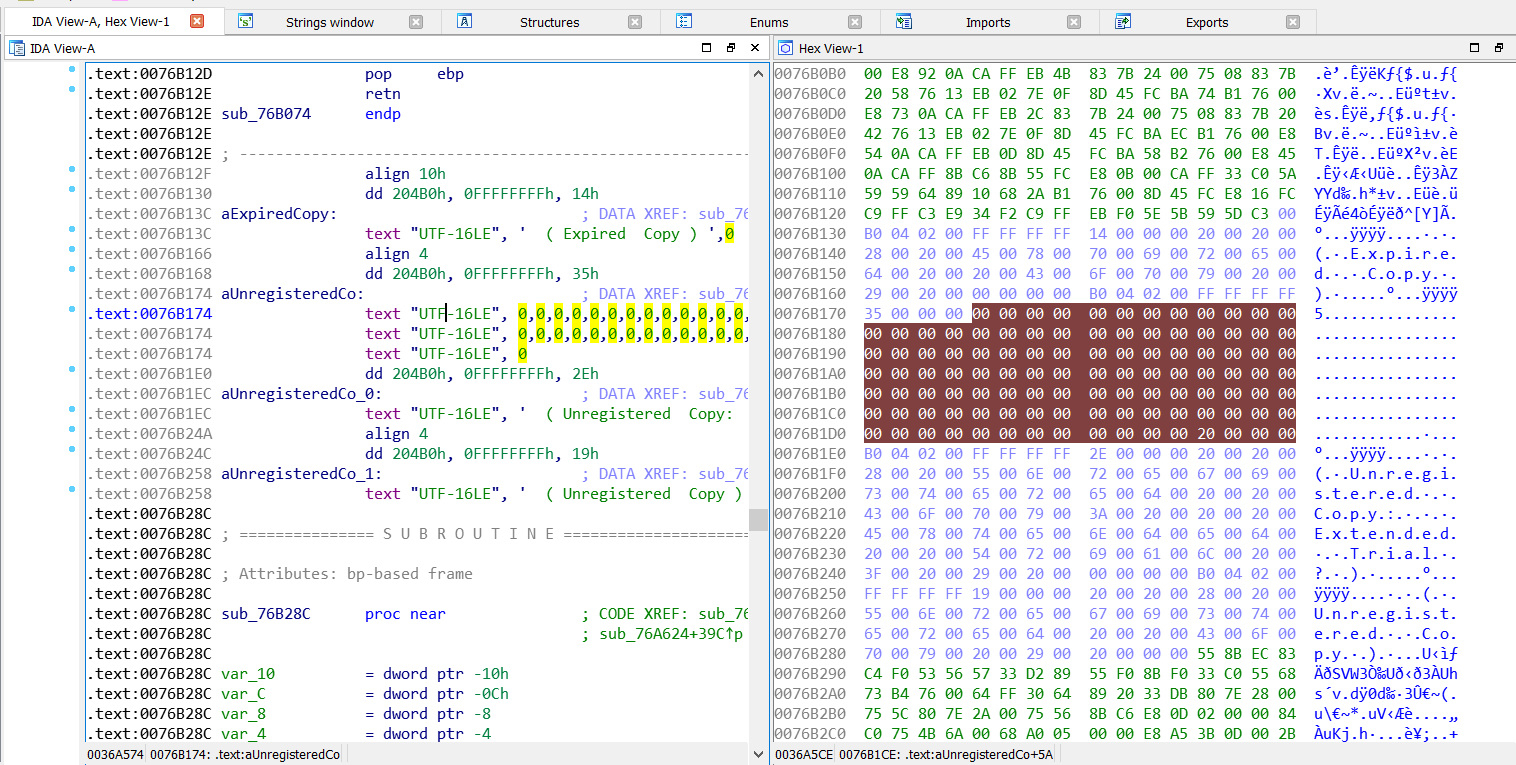 IDA View-A, Hex View-1
Strings window
Structures
Enums
Imports
Exports
IDA View-A
.text:0076B12D pop ebp
.text:0076B12E retn
.text:0076B12E sub_76B074 endp
.text:0076B12E
.text:0076B12E ; ---------------------------------------------------------
.text:0076B12F align 10h
.text:0076B130 dd 204B0h, 0FFFFFFFFh, 14h
.text:0076B13C aExpiredCopy: ; DATA XREF: sub_76
.text:0076B13C text "UTF-16LE", '  ( Expired  Copy ) ',0
.text:0076B166 align 4
.text:0076B168 dd 204B0h, 0FFFFFFFFh, 35h
.text:0076B174 aUnregisteredCo: ; DATA XREF: sub_76
.text:0076B174 text "UTF-16LE", 0,0,0,0,0,0,0,0,0,0,0,0,0,
.text:0076B174 text "UTF-16LE", 0,0,0,0,0,0,0,0,0,0,0,0,0,
.text:0076B174 text "UTF-16LE", 0
.text:0076B1E0 dd 204B0h, 0FFFFFFFFh, 2Eh
.text:0076B1EC aUnregisteredCo_0: ; DATA XREF: sub_76
.text:0076B1EC text "UTF-16LE", '  ( Unregistered  Copy:
.text:0076B24A align 4
.text:0076B24C dd 204B0h, 0FFFFFFFFh, 19h
.text:0076B258 aUnregisteredCo_1: ; DATA XREF: sub_76
.text:0076B258 text "UTF-16LE", '  ( Unregistered  Copy )
.text:0076B28C
.text:0076B28C ; =============== S U B R O U T I N E =====================
.text:0076B28C
.text:0076B28C ; Attributes: bp-based frame
.text:0076B28C
.text:0076B28C sub_76B28C proc near ; CODE XREF: sub_76
.text:0076B28C ; sub_76A624+39C↑p
.text:0076B28C
.text:0076B28C var_10 = dword ptr -10h
.text:0076B28C var_C = dword ptr -0Ch
.text:0076B28C var_8 = dword ptr -8
.text:0076B28C var_4 = dword ptr -4
0036A574 0076B174: .text:aUnregisteredCo
Hex View-1
0076B0B0 00 E8 92 0A CA FF EB 4B 83 7B 24 00 75 08 83 7B .è’.ÊÿëKƒ{$.u.ƒ{
0076B0C0 20 58 76 13 EB 02 7E 0F 8D 45 FC BA 74 B1 76 00 ·Xv.ë.~..Eüºt±v.
0076B0D0 E8 73 0A CA FF EB 2C 83 7B 24 00 75 08 83 7B 20 ès.Êÿë,ƒ{$.u.ƒ{·
0076B0E0 42 76 13 EB 02 7E 0F 8D 45 FC BA EC B1 76 00 E8 Bv.ë.~..Eüºì±v.è
0076B0F0 54 0A CA FF EB 0D 8D 45 FC BA 58 B2 76 00 E8 45 T.Êÿë..EüºX²v.èE
0076B100 0A CA FF 8B C6 8B 55 FC E8 0B 00 CA FF 33 C0 5A .Êÿ‹Æ‹Uüè..Êÿ3ÀZ
0076B110 59 59 64 89 10 68 2A B1 76 00 8D 45 FC E8 16 FC YYd‰.h*±v..Eüè.ü
0076B120 C9 FF C3 E9 34 F2 C9 FF EB F0 5E 5B 59 5D C3 00 ÉÿÃé4òÉÿëð^[Y]Ã.
0076B130 B0 04 02 00 FF FF FF FF 14 00 00 00 20 00 20 00 °...ÿÿÿÿ....·.·.
0076B140 28 00 20 00 45 00 78 00 70 00 69 00 72 00 65 00 (.·.E.x.p.i.r.e.
0076B150 64 00 20 00 20 00 43 00 6F 00 70 00 79 00 20 00 d.·.·.C.o.p.y.·.
0076B160 29 00 20 00 00 00 00 00 B0 04 02 00 FF FF FF FF ).·.....°...ÿÿÿÿ
0076B170 35 00 00 00 00 00 00 00 00 00 00 00 00 00 00 00 5...............
0076B180 00 00 00 00 00 00 00 00 00 00 00 00 00 00 00 00 ................
0076B190 00 00 00 00 00 00 00 00 00 00 00 00 00 00 00 00 ................
0076B1A0 00 00 00 00 00 00 00 00 00 00 00 00 00 00 00 00 ................
0076B1B0 00 00 00 00 00 00 00 00 00 00 00 00 00 00 00 00 ................
0076B1C0 00 00 00 00 00 00 00 00 00 00 00 00 00 00 00 00 ................
0076B1D0 00 00 00 00 00 00 00 00 00 00 00 00 20 00 00 00 ............·...
0076B1E0 B0 04 02 00 FF FF FF FF 2E 00 00 00 20 00 20 00 °...ÿÿÿÿ....·.·.
0076B1F0 28 00 20 00 55 00 6E 00 72 00 65 00 67 00 69 00 (.·.U.n.r.e.g.i.
0076B200 73 00 74 00 65 00 72 00 65 00 64 00 20 00 20 00 s.t.e.r.e.d.·.·.
0076B210 43 00 6F 00 70 00 79 00 3A 00 20 00 20 00 20 00 C.o.p.y.:.·.·.·.
0076B220 45 00 78 00 74 00 65 00 6E 00 64 00 65 00 64 00 E.x.t.e.n.d.e.d.
0076B230 20 00 20 00 54 00 72 00 69 00 61 00 6C 00 20 00 ·.·.T.r.i.a.l.·.
0076B240 3F 00 20 00 29 00 20 00 00 00 00 00 B0 04 02 00 ?.·.).·.....°...
0076B250 FF FF FF FF 19 00 00 00 20 00 20 00 28 00 20 00 ÿÿÿÿ....·.·.(.·.
0076B260 55 00 6E 00 72 00 65 00 67 00 69 00 73 00 74 00 U.n.r.e.g.i.s.t.
0076B270 65 00 72 00 65 00 64 00 20 00 20 00 43 00 6F 00 e.r.e.d.·.·.C.o.
0076B280 70 00 79 00 20 00 29 00 20 00 00 00 55 8B EC 83 p.y.·.).·...U‹ìƒ
0076B290 C4 F0 53 56 57 33 D2 89 55 F0 8B F0 33 C0 55 68 ÄðSVW3Ò‰Uð‹ð3ÀUh
0076B2A0 73 B4 76 00 64 FF 30 64 89 20 33 DB 80 7E 28 00 s´v.dÿ0d‰·3Û€~(.
0076B2B0 75 5C 80 7E 2A 00 75 56 8B C6 E8 0D 02 00 00 84 u\€~*.uV‹Æè....„
0076B2C0 C0 75 4B 6A 00 68 A0 05 00 00 E8 A5 3B 0D 00 2B ÀuKj.h·...è¥;..+
0036A5CE 0076B1CE: .text:aUnregisteredCo+5A